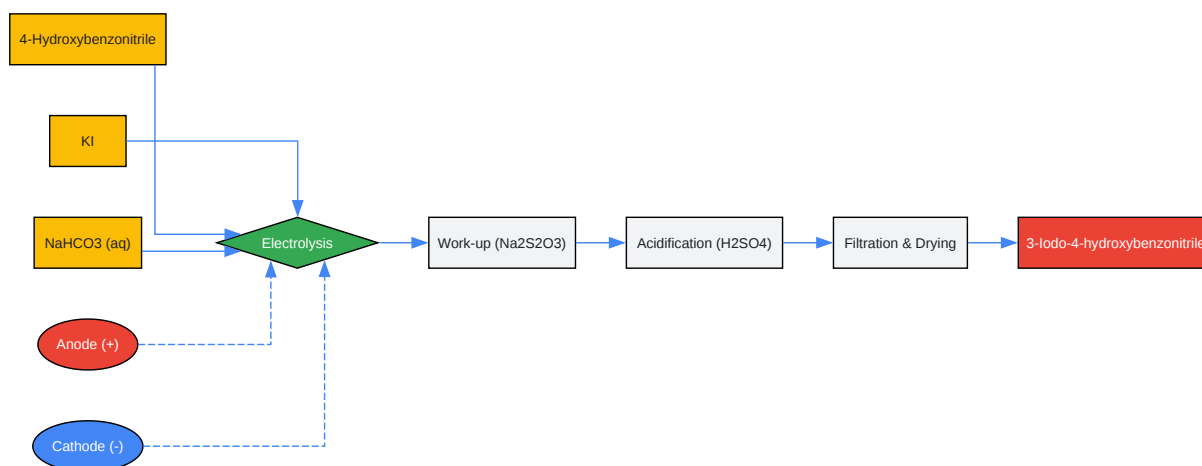 4-Hydroxybenzonitrile
KI
NaHCO3 (aq)
Electrolysis
Work-up (Na2S2O3)
Acidification (H2SO4)
Filtration & Drying
3-Iodo-4-hydroxybenzonitrile
Anode (+)
Cathode (-)